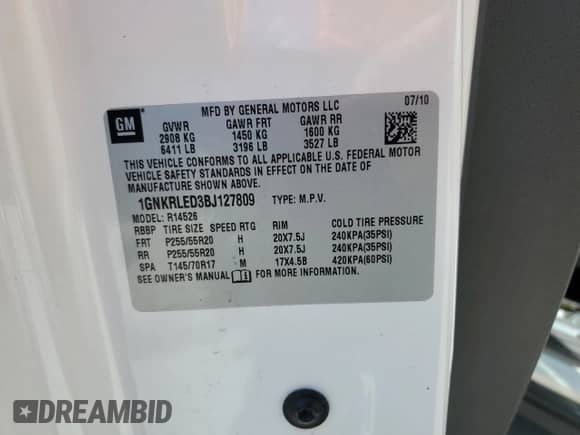 GM
MFD BY GENERAL MOTORS LLC 07/10
GVWR GAWR FRT GAWR RR
2908 KG 1450 KG 1600 KG
6411 LB 3196 LB 3527 LB
THIS VEHICLE CONFORMS TO ALL APPLICABLE U.S. FEDERAL MOTOR
VEHICLE SAFETY STANDARDS IN EFFECT ON THE DATE OF
MANUFACTURE SHOWN ABOVE.
1GNKRLED3BJ127809 TYPE: M.P.V.
MODEL: R14526
RBBP TIRE SIZE SPEED RTG RIM COLD TIRE PRESSURE
FRT P255/55R20 H 20X7.5J 240KPA(35PSI)
RR P255/55R20 H 20X7.5J 240KPA(35PSI)
SPA T145/70R17 M 17X4.5B 420KPA(60PSI)
SEE OWNER'S MANUAL FOR MORE INFORMATION.
DREAMBID